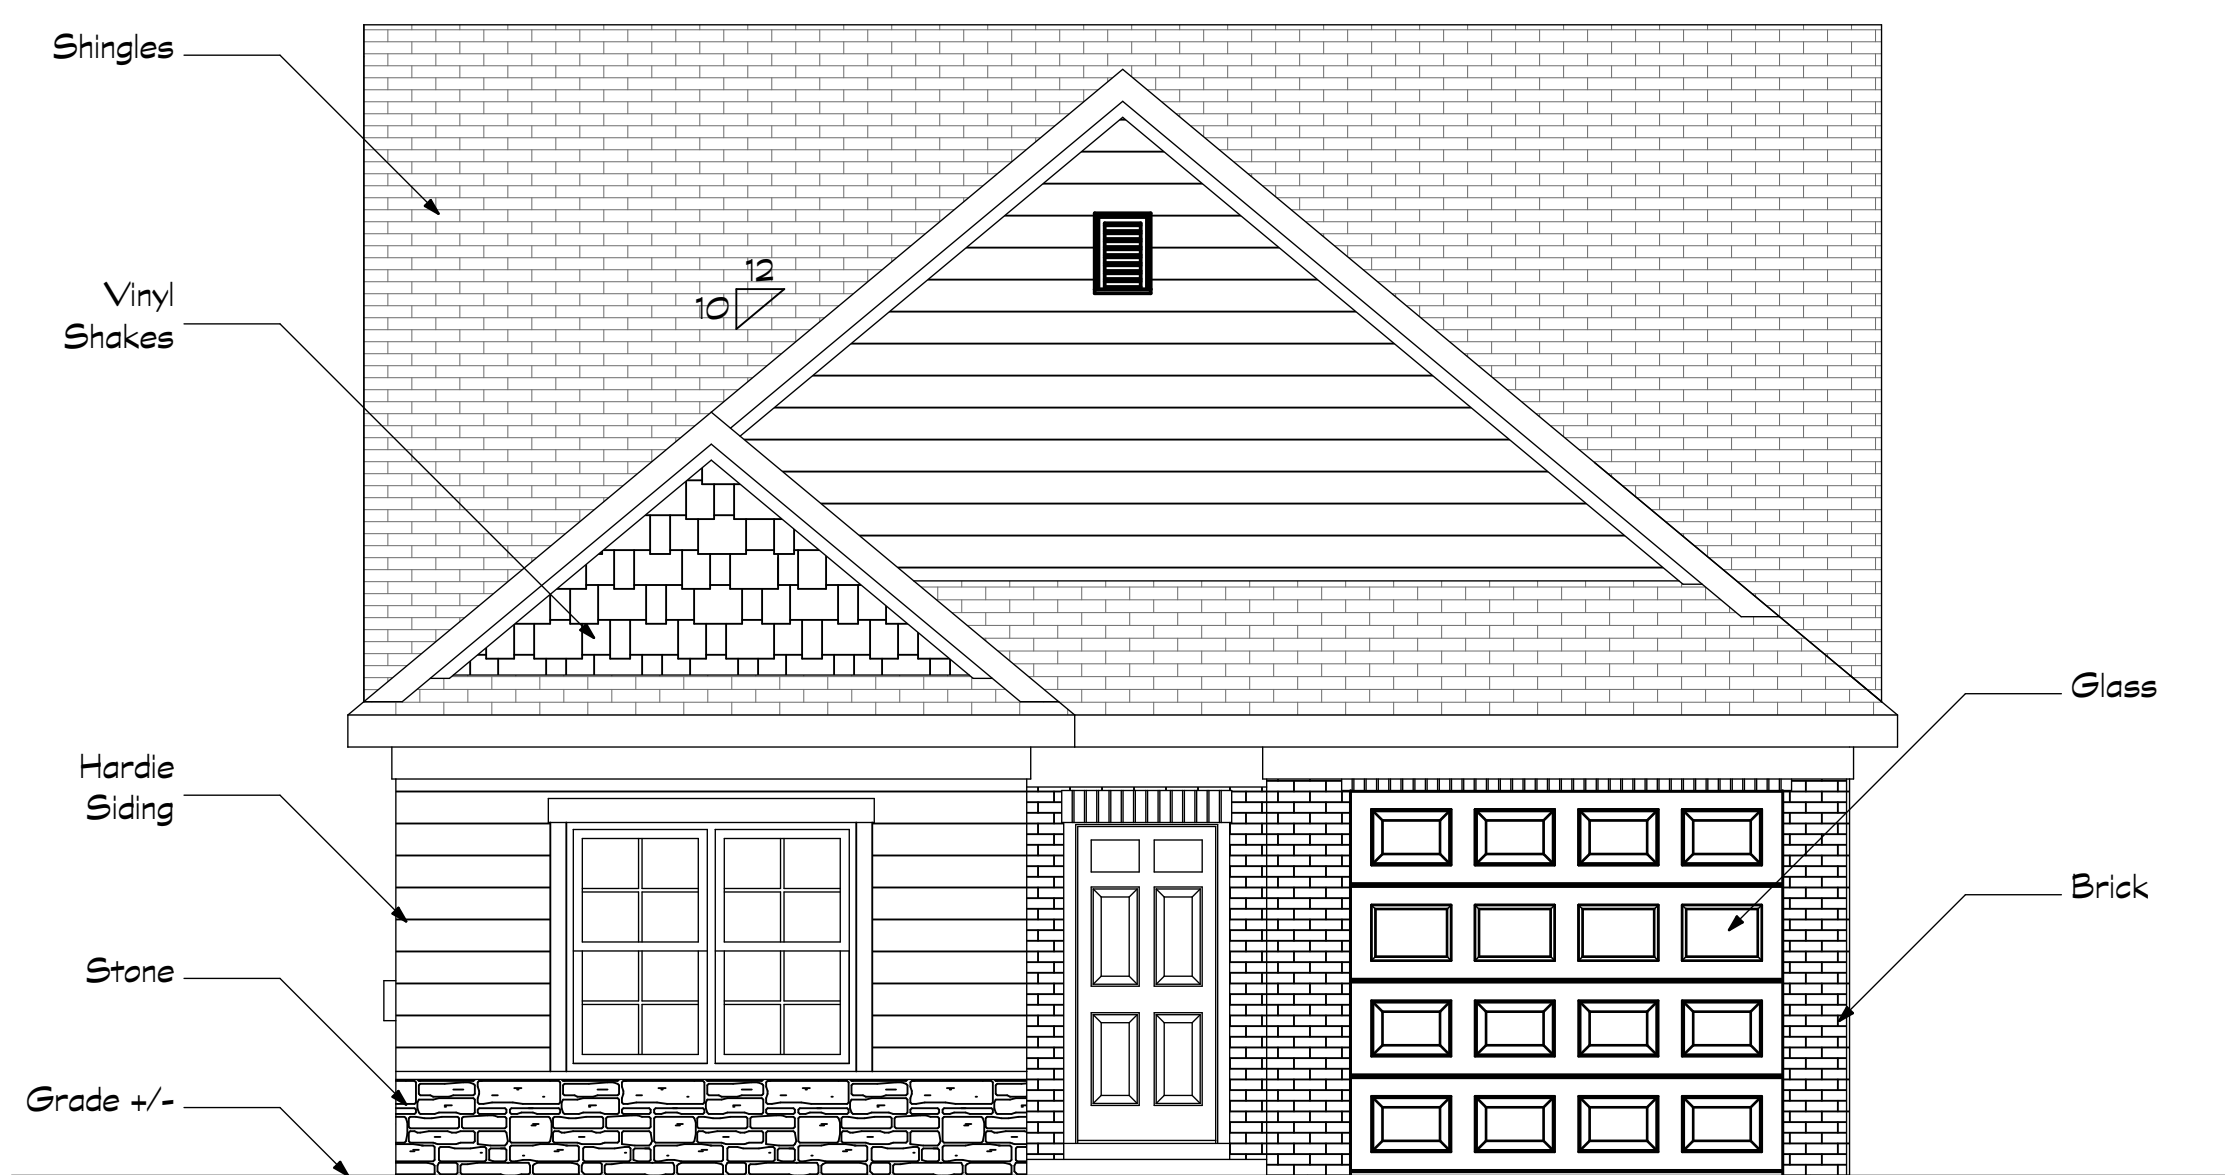 Shingles
Vinyl
Shakes
12
10
Hardie
Siding
Stone
Grade +/-
Glass
Brick